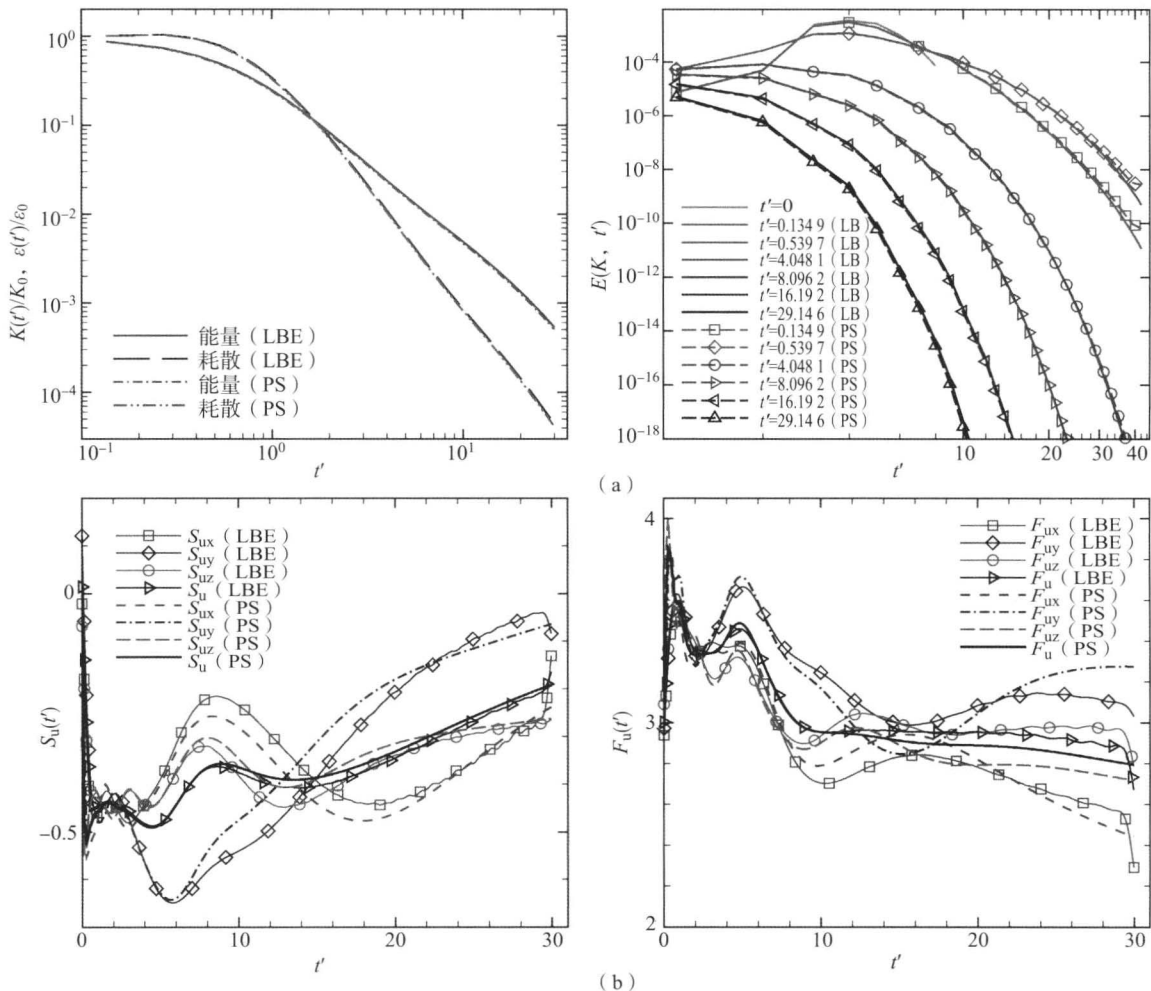 10^0
10^{-1}
10^{-2}
10^{-3}
10^{-4}
K(t')/K_0, ε(t')/ε_0
能量(LBE)
耗散(LBE)
能量(PS)
耗散(PS)
10^{-1}
10^0
10^1
t'
10^{-4}
10^{-6}
10^{-8}
10^{-10}
10^{-12}
10^{-14}
10^{-16}
10^{-18}
E(K, t')
t'=0
t'=0.134 9(LB)
t'=0.539 7(LB)
t'=4.048 1(LB)
t'=8.096 2(LB)
t'=16.19 2(LB)
t'=29.14 6(LB)
t'=0.134 9(PS)
t'=0.539 7(PS)
t'=4.048 1(PS)
t'=8.096 2(PS)
t'=16.19 2(PS)
t'=29.14 6(PS)
10 20 30 40
t'
(a)
0
-0.5
S_u(t')
S_ux(LBE)
S_uy(LBE)
S_uz(LBE)
S_u(LBE)
S_ux(PS)
S_uy(PS)
S_uz(PS)
S_u(PS)
0 10 20 30
t'
4
3
2
F_u(t')
F_ux(LBE)
F_uy(LBE)
F_uz(LBE)
F_u(LBE)
F_ux(PS)
F_uy(PS)
F_uz(PS)
F_u(PS)
0 10 20 30
t'
(b)